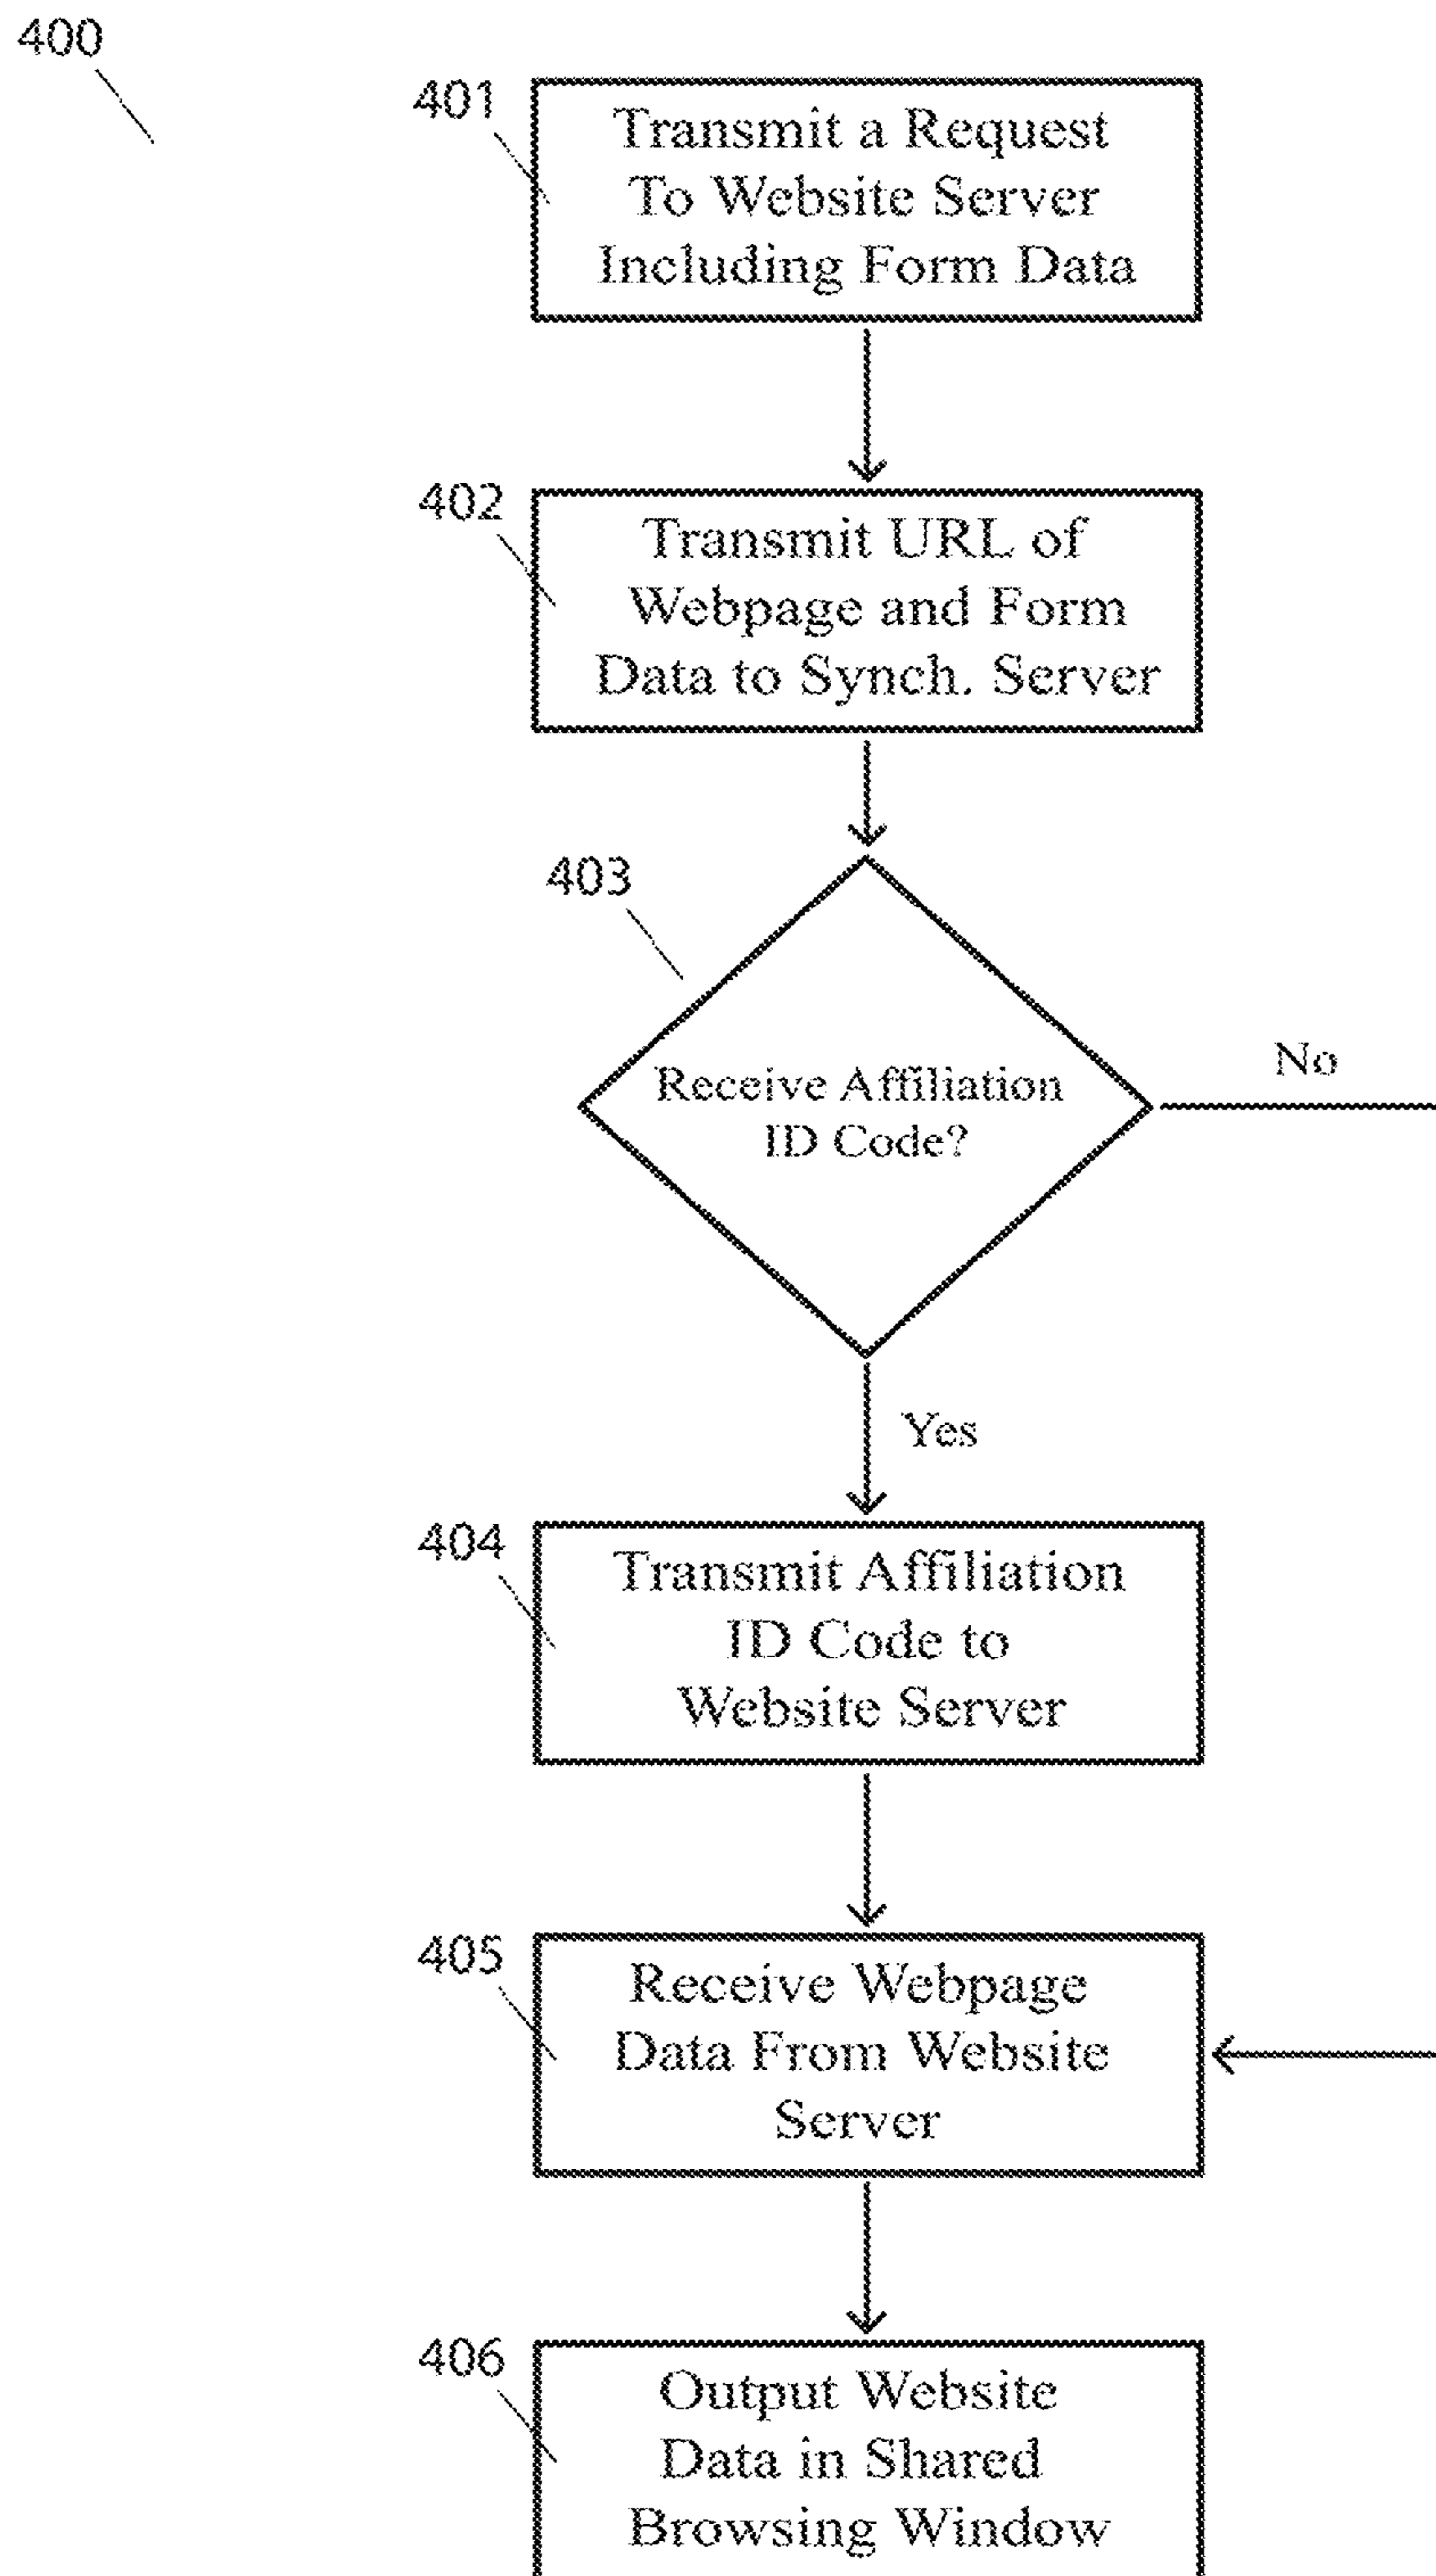 400
401
Transmit a Request
To Website Server
Including Form Data
402
Transmit URL of
Webpage and Form
Data to Synch. Server
403
Receive Affiliation
ID Code?
No
Yes
404
Transmit Affiliation
ID Code to
Website Server
405
Receive Webpage
Data From Website
Server
406
Output Website
Data in Shared
Browsing Window